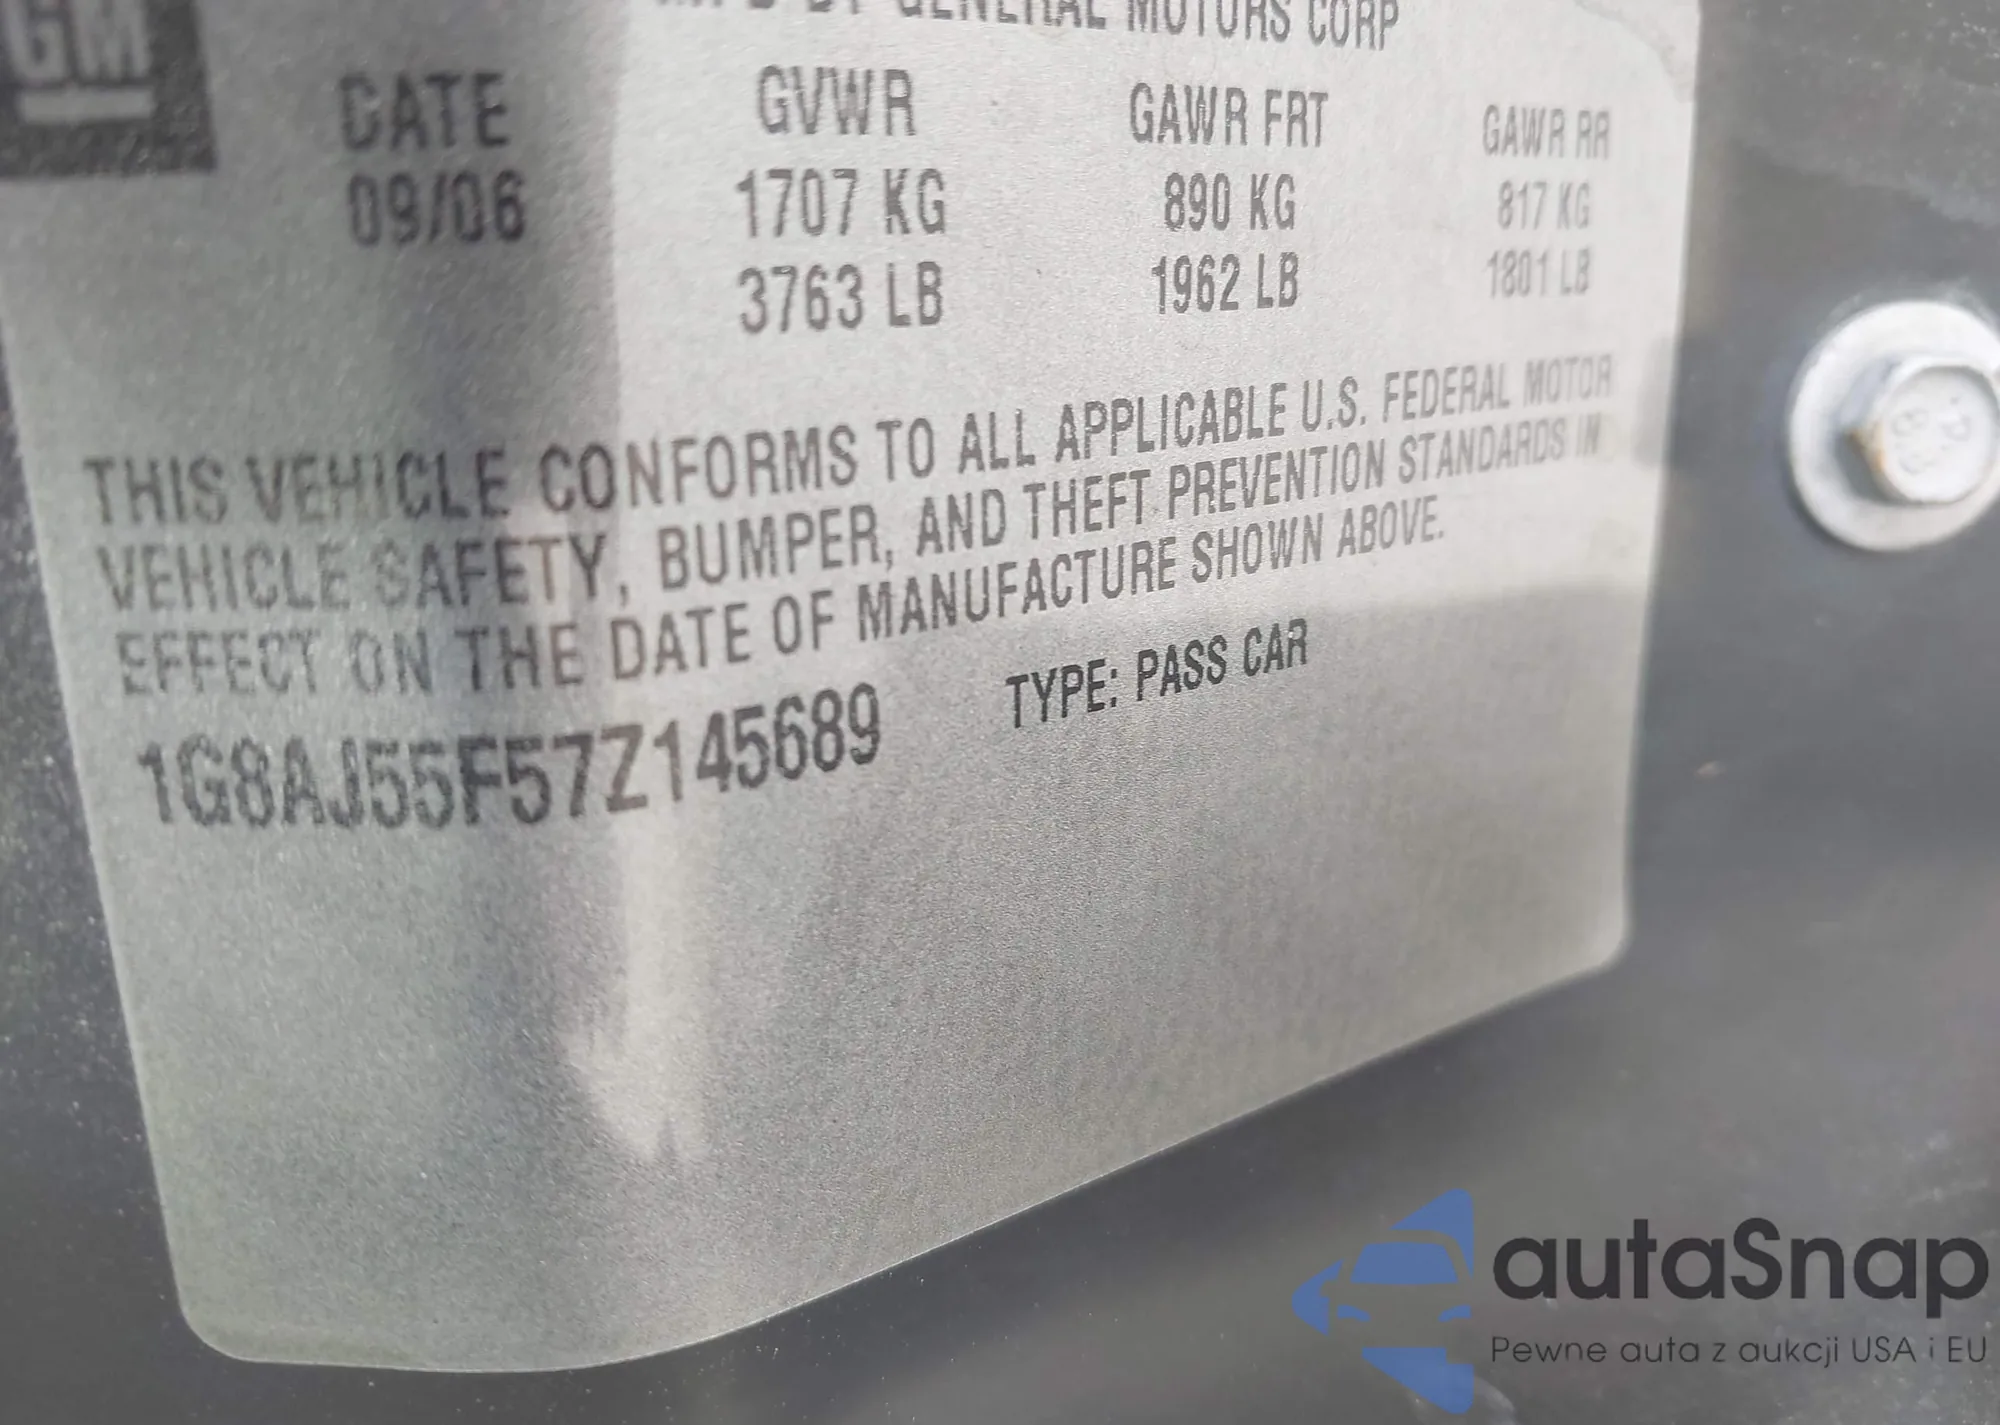 GM
MF'D BY GENERAL MOTORS CORP
DATE GVWR GAWR FRT GAWR RR
09/06 1707 KG 890 KG 817 KG
3763 LB 1962 LB 1801 LB
THIS VEHICLE CONFORMS TO ALL APPLICABLE U.S. FEDERAL MOTOR
VEHICLE SAFETY, BUMPER, AND THEFT PREVENTION STANDARDS IN
EFFECT ON THE DATE OF MANUFACTURE SHOWN ABOVE.
1G8AJ55F57Z145689 TYPE: PASS CAR
autaSnap
Pewne auta z aukcji USA i EU